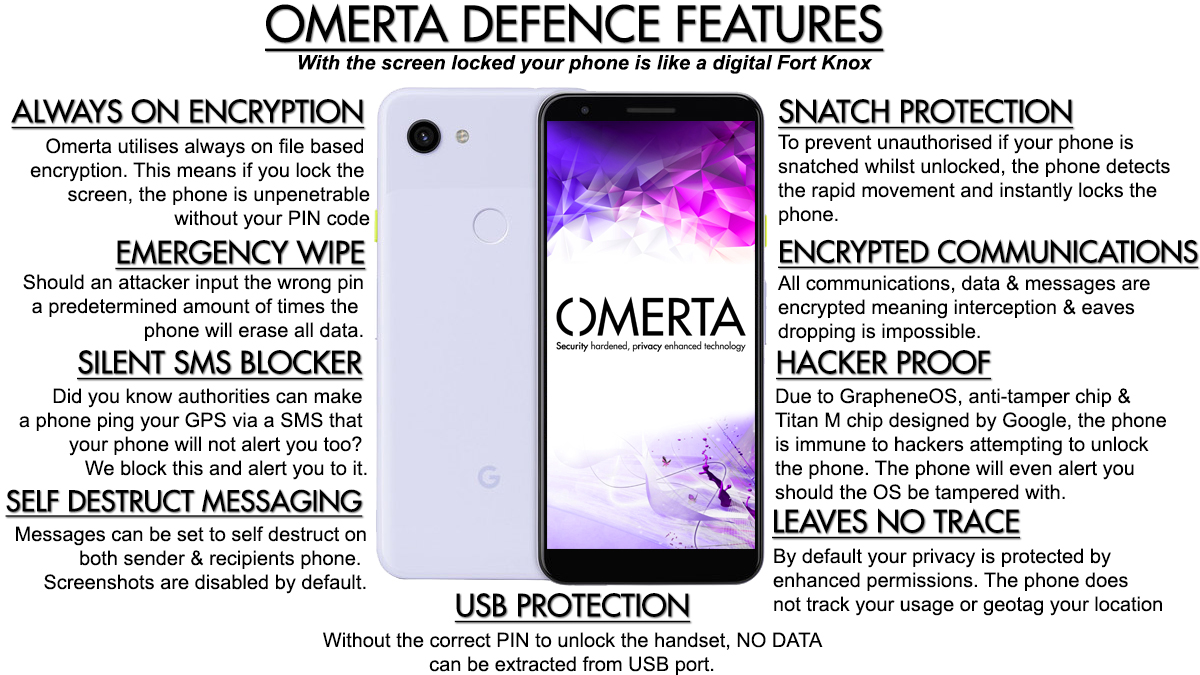 OMERTA DEFENCE FEATURES
With the screen locked your phone is like a digital Fort Knox
ALWAYS ON ENCRYPTION
Omerta utilises always on file based
encryption. This means if you lock the
screen, the phone is unpenetrable
without your PIN code
EMERGENCY WIPE
Should an attacker input the wrong pin
a predetermined amount of times the
phone will erase all data.
SILENT SMS BLOCKER
Did you know authorities can make
a phone ping your GPS via a SMS that
your phone will not alert you too?
We block this and alert you to it.
SELF DESTRUCT MESSAGING
Messages can be set to self destruct on
both sender & recipients phone.
Screenshots are disabled by default.
G
OMERTA
Security hardened, privacy enhanced technology
SNATCH PROTECTION
To prevent unauthorised if your phone is
snatched whilst unlocked, the phone detects
the rapid movement and instantly locks the
phone.
ENCRYPTED COMMUNICATIONS
All communications, data & messages are
encrypted meaning interception & eaves
dropping is impossible.
HACKER PROOF
Due to GrapheneOS, anti-tamper chip &
Titan M chip designed by Google, the phone
is immune to hackers attempting to unlock
the phone. The phone will even alert you
should the OS be tampered with.
LEAVES NO TRACE
By default your privacy is protected by
enhanced permissions. The phone does
not track your usage or geotag your location
USB PROTECTION
Without the correct PIN to unlock the handset, NO DATA
can be extracted from USB port.